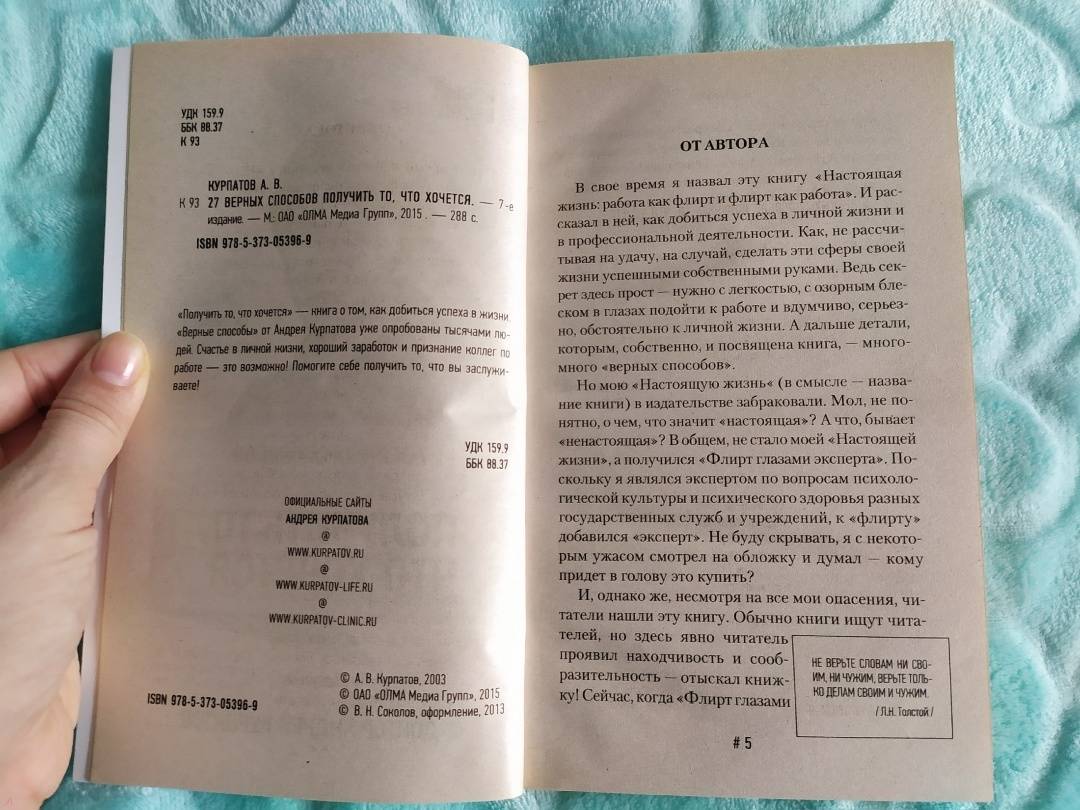 УДК 159.9
ББК 88.37
К 93
КУРПАТОВ А. В.
К 93 27 ВЕРНЫХ СПОСОБОВ ПОЛУЧИТЬ ТО, ЧТО ХОЧЕТСЯ. — 7-е
издание. — М.: ОАО «ОЛМА Медиа Групп», 2015. — 288 с.
ISBN 978-5-373-05396-9
«Получить то, что хочется» — книга о том, как добиться успеха в жизни.
«Верные способы» от Андрея Курпатова уже опробованы тысячами лю-
дей. Счастье в личной жизни, хороший заработок и признание коллег по
работе — это возможно! Помогите себе получить то, что вы заслужи-
ваете!
УДК 159.9
ББК 88.37
ОФИЦИАЛЬНЫЕ САЙТЫ
АНДРЕЯ КУРПАТОВА
@
WWW.KURPATOV.RU
@
WWW.KURPATOV-LIFE.RU
@
WWW.KURPATOV-CLINIC.RU
© А. В. Курпатов, 2003
© ОАО «ОЛМА Медиа Групп», 2015
ISBN 978-5-373-05396-9
© В. Н. Соколов, оформление, 2013
ОТ АВТОРА
В свое время я назвал эту книгу «Настоящая
жизнь: работа как флирт и флирт как работа». И рас-
сказал в ней, как добиться успеха в личной жизни и
в профессиональной деятельности. Как, не рассчи-
тывая на удачу, на случай, сделать эти сферы своей
жизни успешными собственными руками. Ведь сек-
рет здесь прост — нужно с легкостью, с озорным бле-
ском в глазах подойти к работе и вдумчиво, серьез-
но, обстоятельно к личной жизни. А дальше детали,
которым, собственно, и посвящена книга, — много-
много «верных способов».
Но мою «Настоящую жизнь“ (в смысле — назва-
ние книги) в издательстве забраковали. Мол, не по-
нятно, о чем, что значит «настоящая»? А что, бывает
«ненастоящая»? В общем, не стало моей «Настоящей
жизни», а получился «Флирт глазами эксперта». По-
скольку я являлся экспертом по вопросам психоло-
гической культуры и психического здоровья разных
государственных служб и учреждений, к «флирту»
добавился «эксперт». Не буду скрывать, я с некото-
рым ужасом смотрел на обложку и думал — кому
придет в голову это купить?
И, однако же, несмотря на все мои опасения, чи-
татели нашли эту книгу. Обычно книги ищут чита-
телей, но здесь явно читатель
проявил находчивость и сооб-
разительность — отыскал книж-
ку! Сейчас, когда «Флирт глазами
НЕ ВЕРЬТЕ СЛОВАМ НИ СВО-
ИМ, НИ ЧУЖИМ, ВЕРЬТЕ ТОЛЬ-
КО ДЕЛАМ СВОИМ И ЧУЖИМ.
/Л.Н. Толстой/
# 5